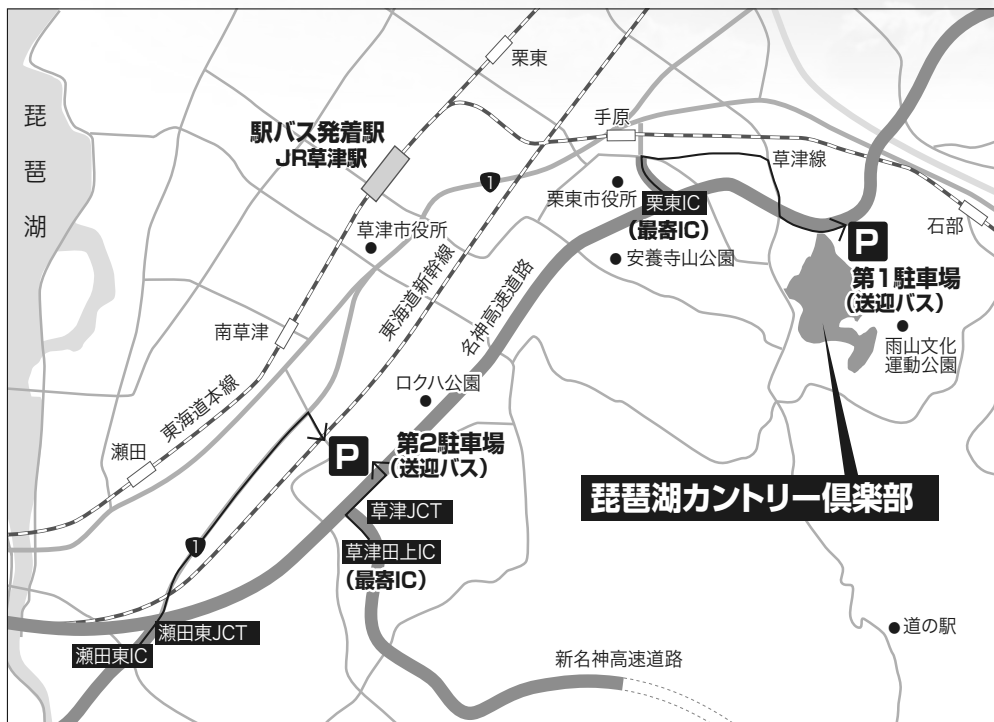 琵琶湖
栗東
手原
駅バス発着駅
JR草津駅
草津線
1
栗東市役所
栗東IC
(最寄IC)
石部
草津市役所
P
安養寺山公園
第1駐車場
(送迎バス)
東海道新幹線
名神高速道路
南草津
雨山文化
運動公園
ロクハ公園
東海道本線
瀬田
P
第2駐車場
(送迎バス)
琵琶湖カントリー倶楽部
草津JCT
1
草津田上IC
(最寄IC)
瀬田東JCT
道の駅
瀬田東IC
新名神高速道路